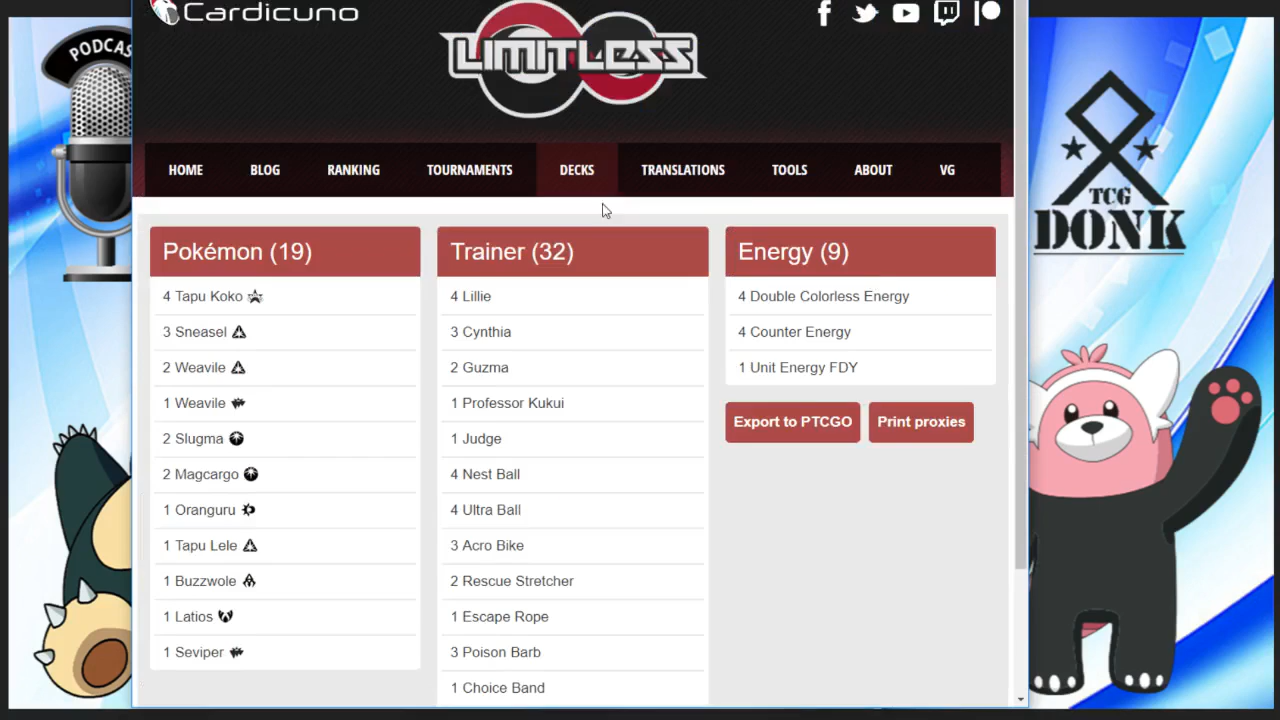 PODCAS
Cardicuno
LIMITLESS
HOME BLOG RANKING TOURNAMENTS DECKS TRANSLATIONS TOOLS ABOUT VG
TCG
DONK
Pokémon (19)
4 Tapu Koko
3 Sneasel
2 Weavile
1 Weavile
2 Slugma
2 Magcargo
1 Oranguru
1 Tapu Lele
1 Buzzwole
1 Latios
1 Seviper
Trainer (32)
4 Lillie
3 Cynthia
2 Guzma
1 Professor Kukui
1 Judge
4 Nest Ball
4 Ultra Ball
3 Acro Bike
2 Rescue Stretcher
1 Escape Rope
3 Poison Barb
1 Choice Band
Energy (9)
4 Double Colorless Energy
4 Counter Energy
1 Unit Energy FDY
Export to PTCGO Print proxies